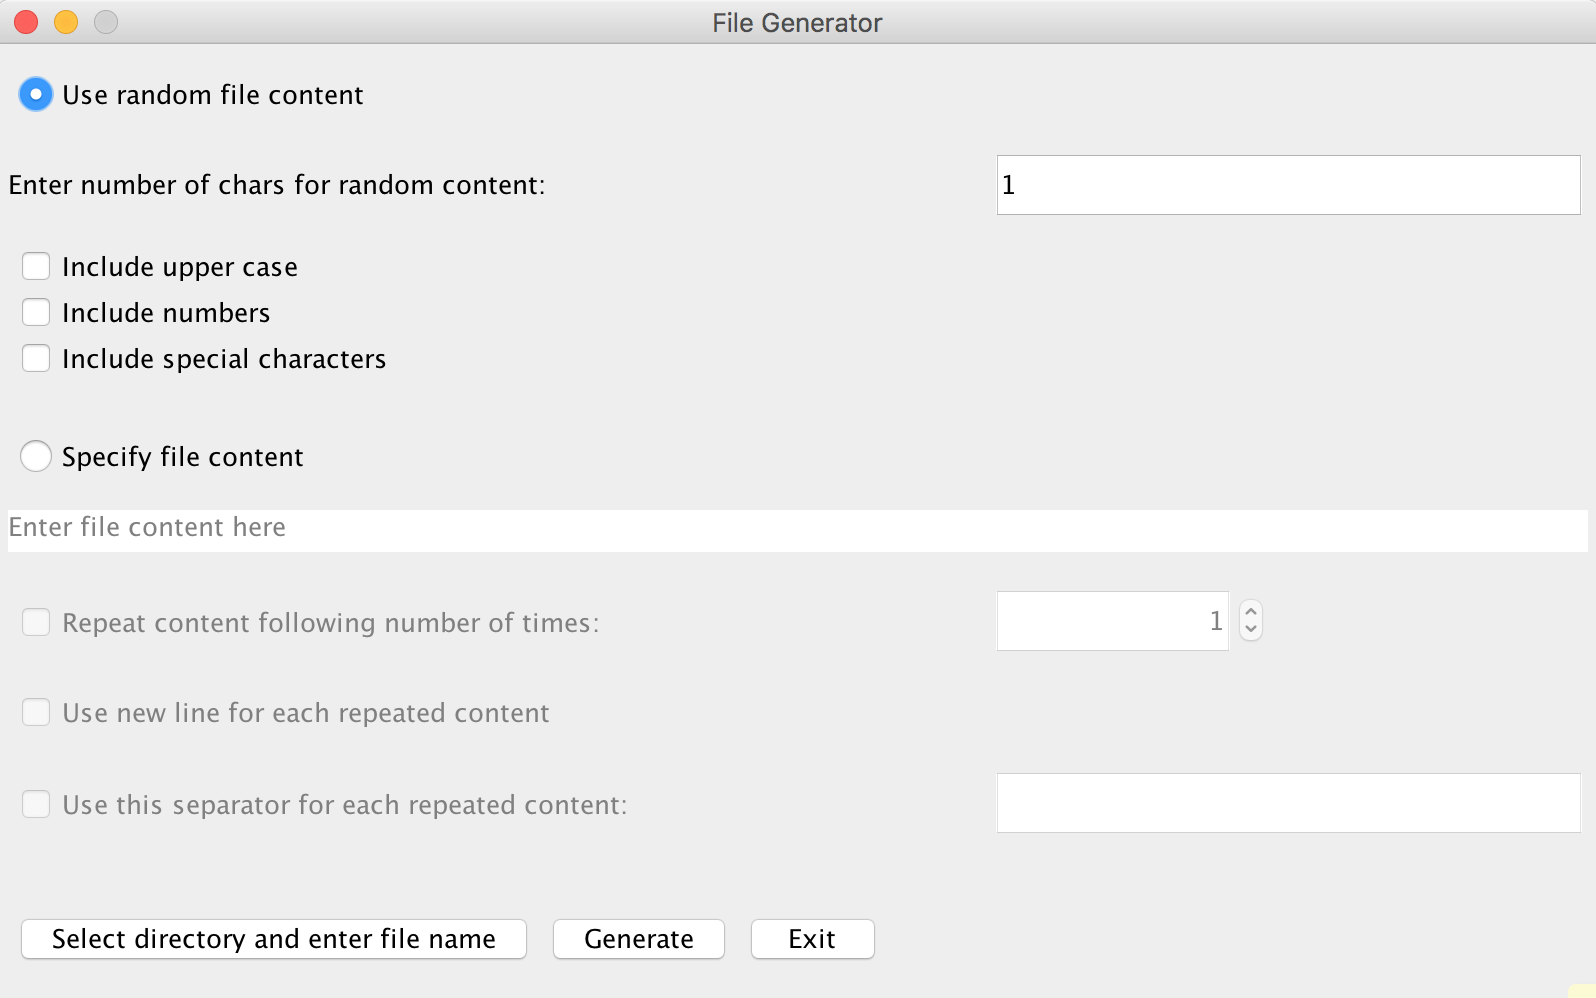 File Generator
Use random file content
Enter number of chars for random content: 1
Include upper case
Include numbers
Include special characters
Specify file content
Enter file content here
Repeat content following number of times: 1
Use new line for each repeated content
Use this separator for each repeated content:
Select directory and enter file name Generate Exit